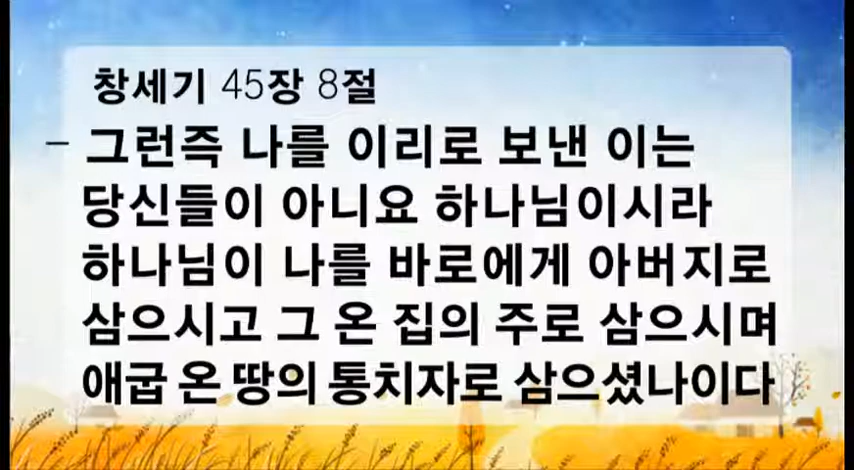 창세기 45장 8절
- 그런즉 나를 이리로 보낸 이는
당신들이 아니요 하나님이시라
하나님이 나를 바로에게 아버지로
삼으시고 그 온 집의 주로 삼으시며
애굽 온 땅의 통치자로 삼으셨나이다